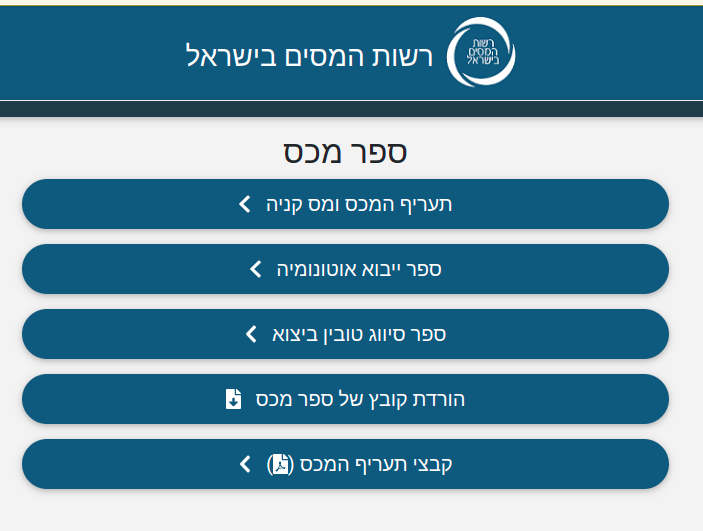 רשות
המסים
בישראל
רשות המסים בישראל
ספר מכס
תעריף המכס ומס קניה
ספר ייבוא אוטונומיה
ספר סיווג טובין ביצוא
הורדת קובץ של ספר מכס
קבצי תעריף המכס ()